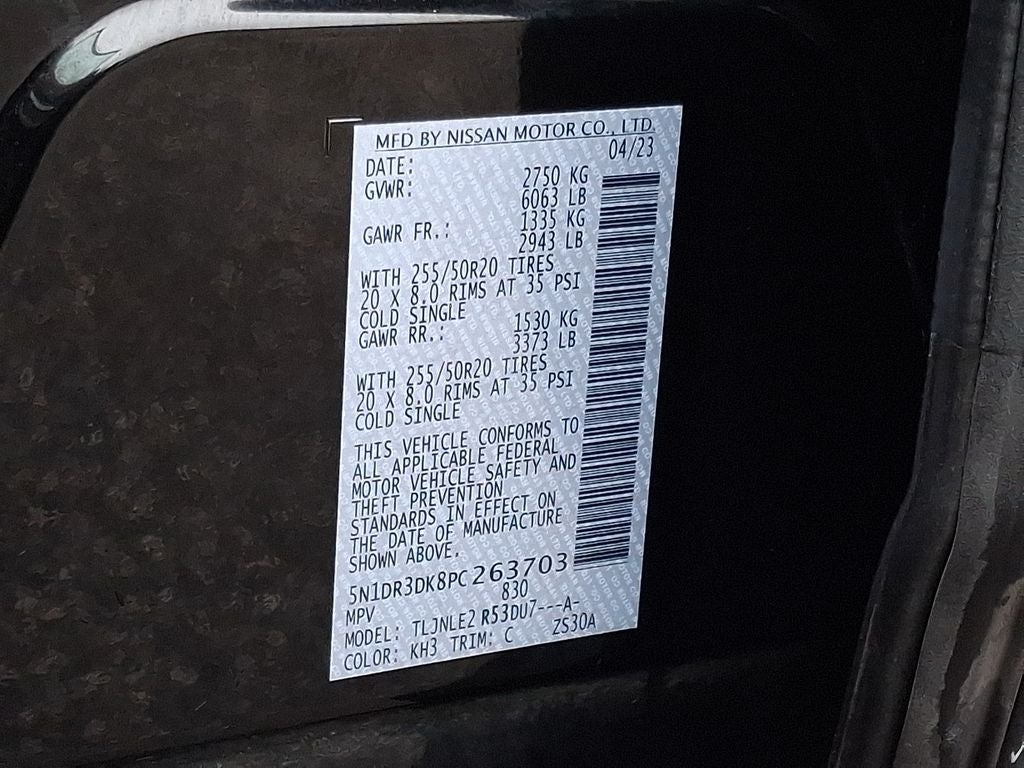 MFD BY NISSAN MOTOR CO., LTD.
DATE: 04/23
GVWR: 2750 KG
6063 LB
GAWR FR.: 1335 KG
2943 LB
WITH 255/50R20 TIRES
20 X 8.0 RIMS AT 35 PSI
COLD SINGLE
GAWR RR.: 1530 KG
3373 LB
WITH 255/50R20 TIRES
20 X 8.0 RIMS AT 35 PSI
COLD SINGLE
THIS VEHICLE CONFORMS TO
ALL APPLICABLE FEDERAL
MOTOR VEHICLE SAFETY AND
THEFT PREVENTION
STANDARDS IN EFFECT ON
THE DATE OF MANUFACTURE
SHOWN ABOVE.
5N1DR3DK8PC263703
MPV 830
MODEL: TLJNLE2 R53DU7---A-
COLOR: KH3 TRIM: C ZS30A